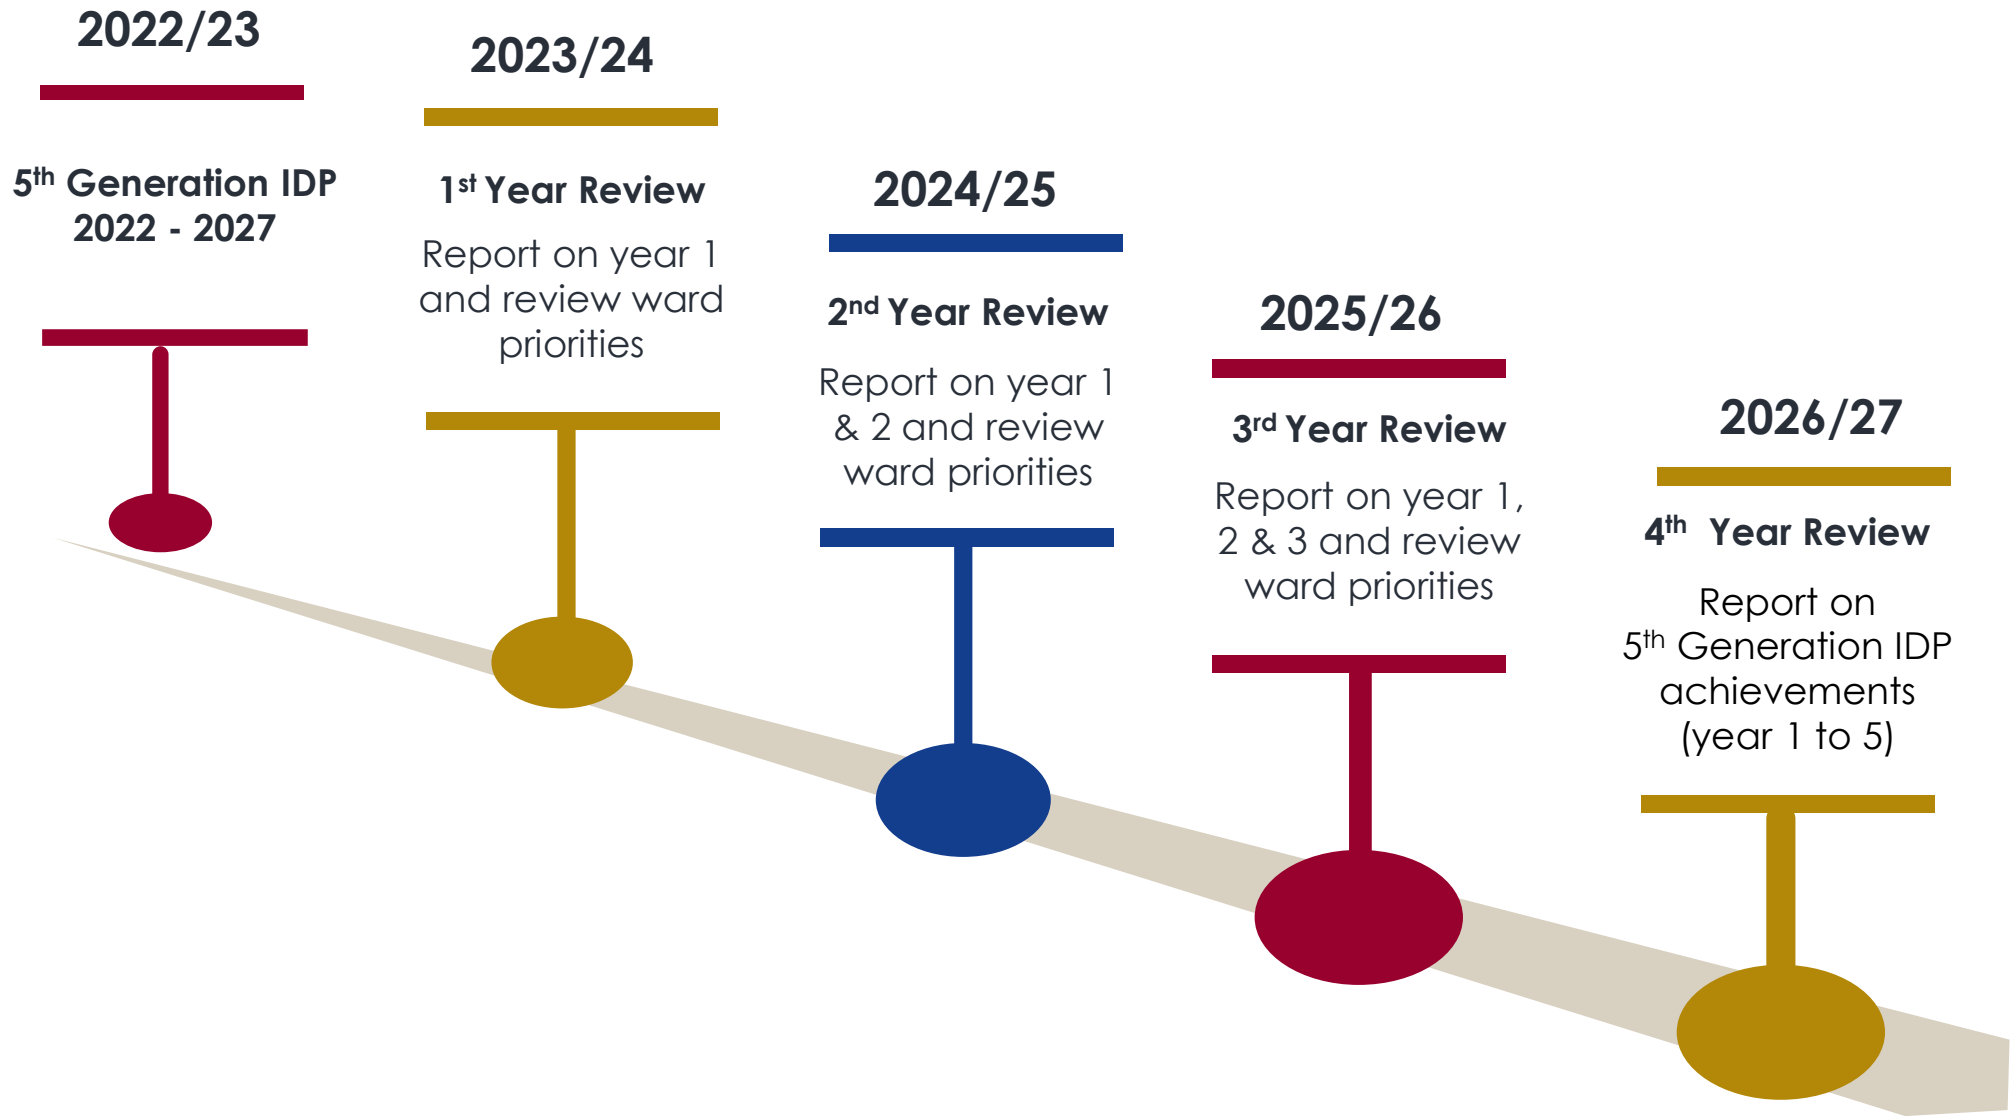 2022/23
5th Generation IDP
2022 - 2027
2023/24
1st Year Review
Report on year 1
and review ward
priorities
2024/25
2nd Year Review
Report on year 1
& 2 and review
ward priorities
2025/26
3rd Year Review
Report on year 1,
2 & 3 and review
ward priorities
2026/27
4th Year Review
Report on
5th Generation IDP
achievements
(year 1 to 5)